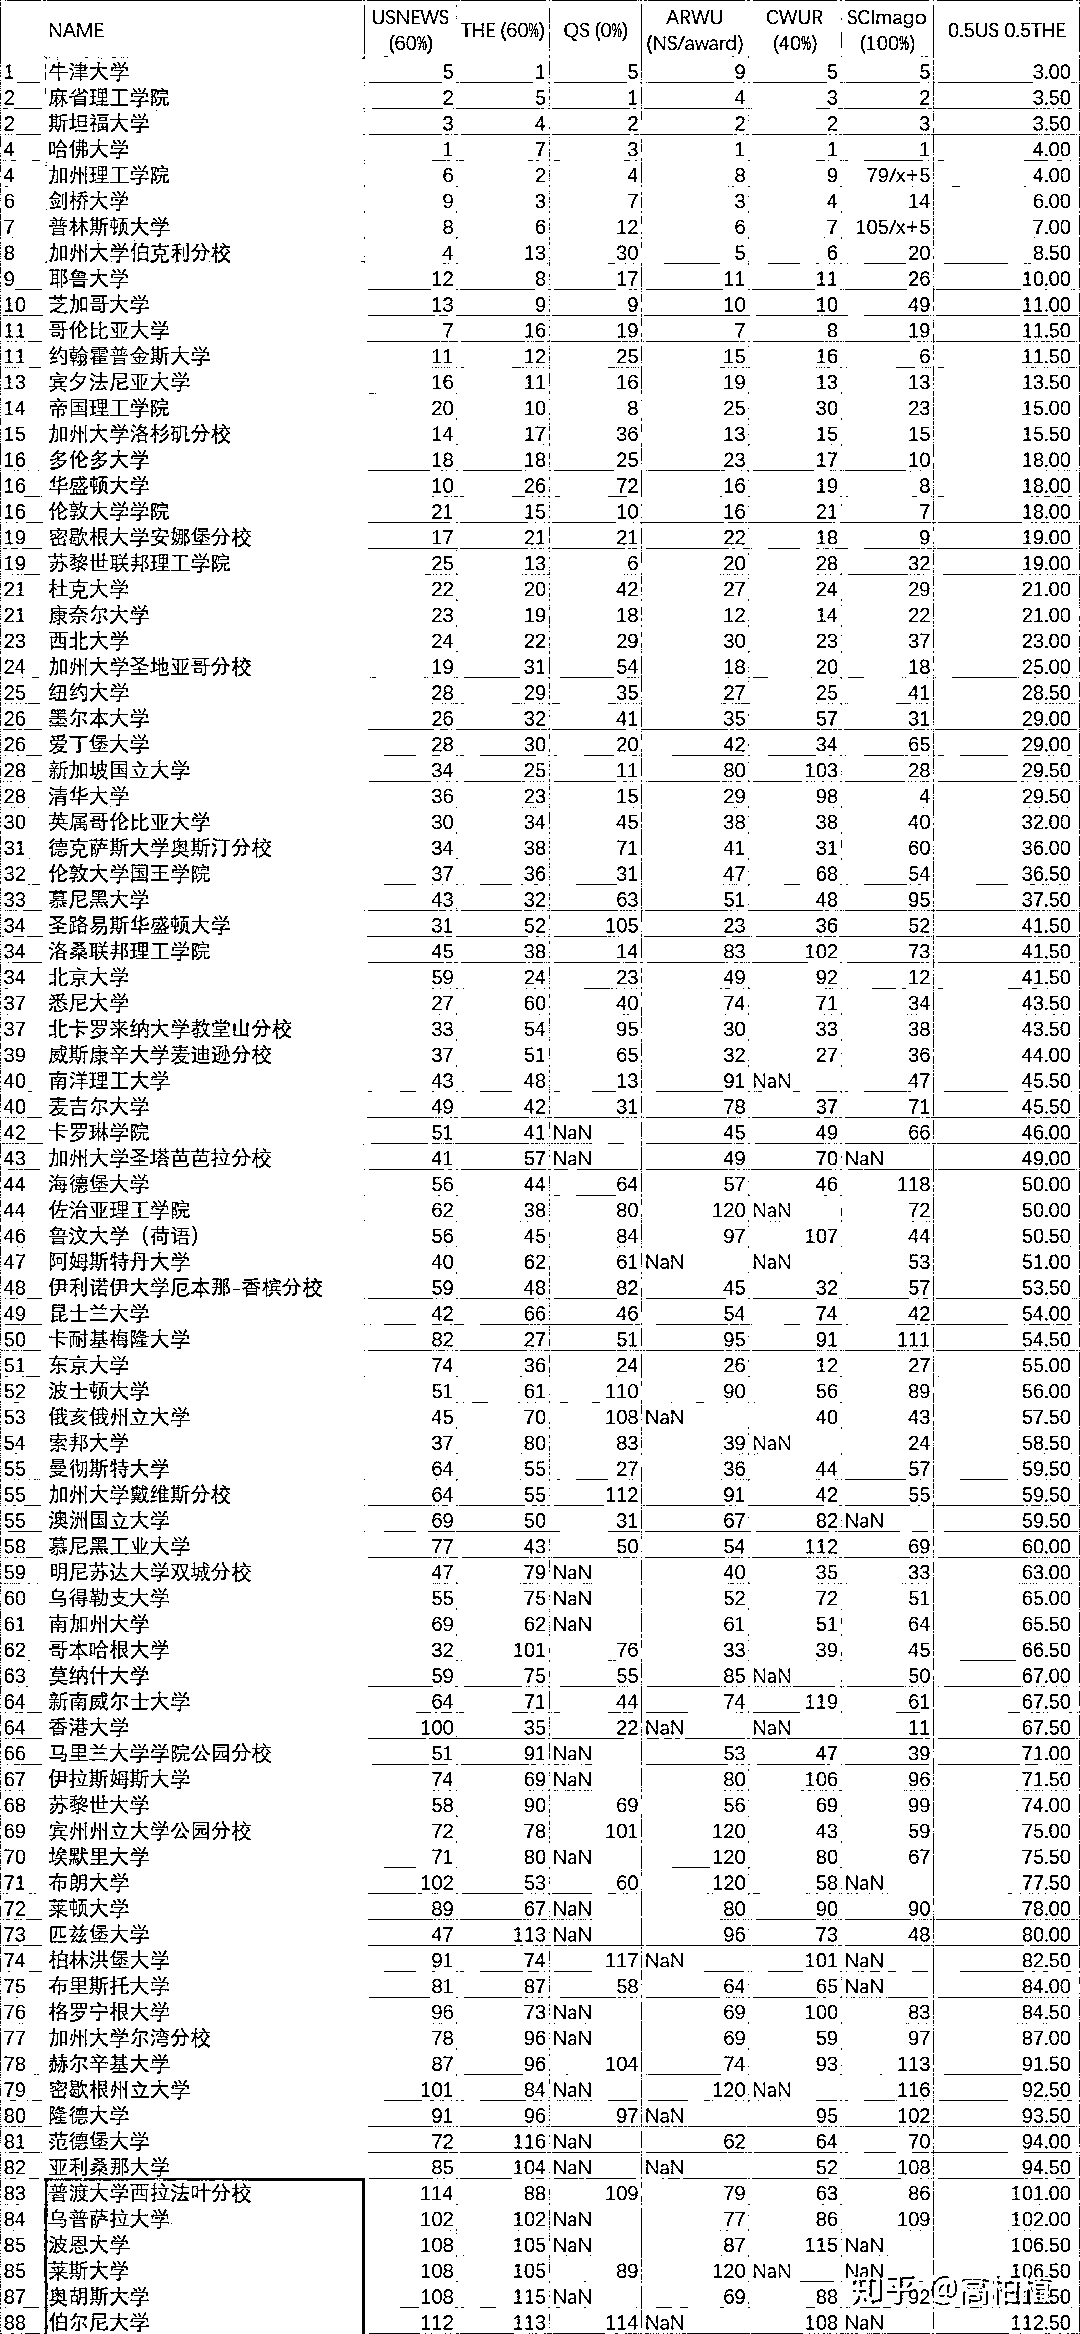 NAME USNEWS (60%) THE (60%) QS (0%) ARWU (NS/award) CWUR (40%) SCImago (100%) 0.5US 0.5THE
1 牛津大学 5 1 5 9 5 5 3.00
2 麻省理工学院 2 5 1 4 3 2 3.50
2 斯坦福大学 3 4 2 2 2 3 3.50
4 哈佛大学 1 7 3 1 1 1 4.00
4 加州理工学院 6 2 4 8 9 79/x+5 4.00
6 剑桥大学 9 3 7 3 4 14 6.00
7 普林斯顿大学 8 6 12 6 7 105/x+5 7.00
8 加州大学伯克利分校 4 13 30 5 6 20 8.50
9 耶鲁大学 12 8 17 11 11 26 10.00
10 芝加哥大学 13 9 9 10 10 49 11.00
11 哥伦比亚大学 7 16 19 7 8 19 11.50
11 约翰霍普金斯大学 11 12 25 15 16 6 11.50
13 宾夕法尼亚大学 16 11 16 19 13 13 13.50
14 帝国理工学院 20 10 8 25 30 23 15.00
15 加州大学洛杉矶分校 14 17 36 13 15 15 15.50
16 多伦多大学 18 18 25 23 17 10 18.00
16 华盛顿大学 10 26 72 16 19 8 18.00
16 伦敦大学学院 21 15 10 16 21 7 18.00
19 密歇根大学安娜堡分校 17 21 21 22 18 9 19.00
19 苏黎世联邦理工学院 25 13 6 20 28 32 19.00
21 杜克大学 22 20 42 27 24 29 21.00
21 康奈尔大学 23 19 18 12 14 22 21.00
23 西北大学 24 22 29 30 23 37 23.00
24 加州大学圣地亚哥分校 19 31 54 18 20 18 25.00
25 纽约大学 28 29 35 27 25 41 28.50
26 墨尔本大学 26 32 41 35 57 31 29.00
26 爱丁堡大学 28 30 20 42 34 65 29.00
28 新加坡国立大学 34 25 11 80 103 28 29.50
28 清华大学 36 23 15 29 98 4 29.50
30 英属哥伦比亚大学 30 34 45 38 38 40 32.00
31 德克萨斯大学奥斯汀分校 34 38 71 41 31 60 36.00
32 伦敦大学国王学院 37 36 31 47 68 54 36.50
33 慕尼黑大学 43 32 63 51 48 95 37.50
34 圣路易斯华盛顿大学 31 52 105 23 36 52 41.50
34 洛桑联邦理工学院 45 38 14 83 102 73 41.50
34 北京大学 59 24 23 49 92 12 41.50
37 悉尼大学 27 60 40 74 71 34 43.50
37 北卡罗来纳大学教堂山分校 33 54 95 30 33 38 43.50
39 威斯康辛大学麦迪逊分校 37 51 65 32 27 36 44.00
40 南洋理工大学 43 48 13 91 NaN 47 45.50
40 麦吉尔大学 49 42 31 78 37 71 45.50
42 卡罗琳学院 51 41 NaN 45 49 66 46.00
43 加州大学圣塔芭芭拉分校 41 57 NaN 49 70 NaN 49.00
44 海德堡大学 56 44 64 57 46 118 50.00
44 佐治亚理工学院 62 38 80 120 NaN 72 50.00
46 鲁汶大学（荷语） 56 45 84 97 107 44 50.50
47 阿姆斯特丹大学 40 62 61 NaN NaN 53 51.00
48 伊利诺伊大学厄本那-香槟分校 59 48 82 45 32 57 53.50
49 昆士兰大学 42 66 46 54 74 42 54.00
50 卡耐基梅隆大学 82 27 51 95 91 111 54.50
51 东京大学 74 36 24 26 12 27 55.00
52 波士顿大学 51 61 110 90 56 89 56.00
53 俄亥俄州立大学 45 70 108 NaN 40 43 57.50
54 索邦大学 37 80 83 39 NaN 24 58.50
55 曼彻斯特大学 64 55 27 36 44 57 59.50
55 加州大学戴维斯分校 64 55 112 91 42 55 59.50
55 澳洲国立大学 69 50 31 67 82 NaN 59.50
58 慕尼黑工业大学 77 43 50 54 112 69 60.00
59 明尼苏达大学双城分校 47 79 NaN 40 35 33 63.00
60 乌得勒支大学 55 75 NaN 52 72 51 65.00
61 南加州大学 69 62 NaN 61 51 64 65.50
62 哥本哈根大学 32 101 76 33 39 45 66.50
63 莫纳什大学 59 75 55 85 NaN 50 67.00
64 新南威尔士大学 64 71 44 74 119 61 67.50
64 香港大学 100 35 22 NaN NaN 11 67.50
66 马里兰大学学院公园分校 51 91 NaN 53 47 39 71.00
67 伊拉斯姆斯大学 74 69 NaN 80 106 96 71.50
68 苏黎世大学 58 90 69 56 69 99 74.00
69 宾州州立大学公园分校 72 78 101 120 43 59 75.00
70 埃默里大学 71 80 NaN 120 80 67 75.50
71 布朗大学 102 53 60 120 58 NaN 77.50
72 莱顿大学 89 67 NaN 80 90 90 78.00
73 匹兹堡大学 47 113 NaN 96 73 48 80.00
74 柏林洪堡大学 91 74 117 NaN 101 NaN 82.50
75 布里斯托大学 81 87 58 64 65 NaN 84.00
76 格罗宁根大学 96 73 NaN 69 100 83 84.50
77 加州大学尔湾分校 78 96 NaN 69 59 97 87.00
78 赫尔辛基大学 87 96 104 74 93 113 91.50
79 密歇根州立大学 101 84 NaN 120 NaN 116 92.50
80 隆德大学 91 96 97 NaN 95 102 93.50
81 范德堡大学 72 116 NaN 62 64 70 94.00
82 亚利桑那大学 85 104 NaN NaN 52 108 94.50
83 普渡大学西拉法叶分校 114 88 109 79 63 86 101.00
84 乌普萨拉大学 102 102 NaN 77 86 109 102.00
85 波恩大学 108 105 NaN 87 115 NaN 106.50
85 莱斯大学 108 105 89 120 NaN NaN 106.50
87 奥胡斯大学 108 115 NaN 69 88 92
88 伯尔尼大学 112 113 114 NaN 108 NaN 112.50
知乎